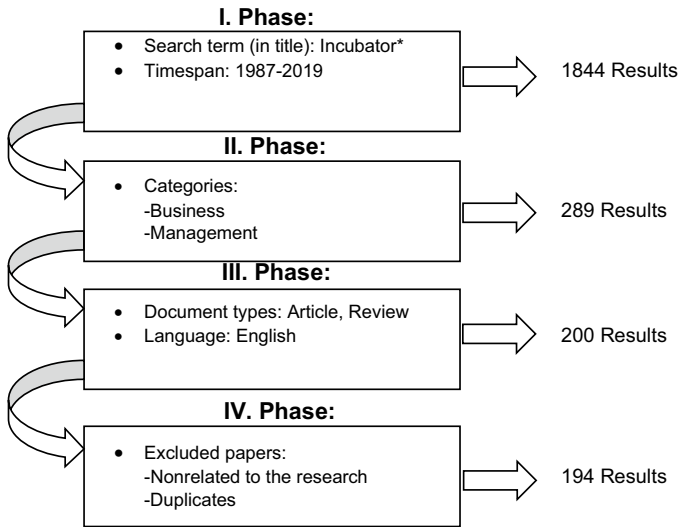 I. Phase:
• Search term (in title): Incubator*
• Timespan: 1987-2019
1844 Results
II. Phase:
• Categories:
-Business
-Management
289 Results
III. Phase:
• Document types: Article, Review
• Language: English
200 Results
IV. Phase:
• Excluded papers:
-Nonrelated to the research
-Duplicates
194 Results